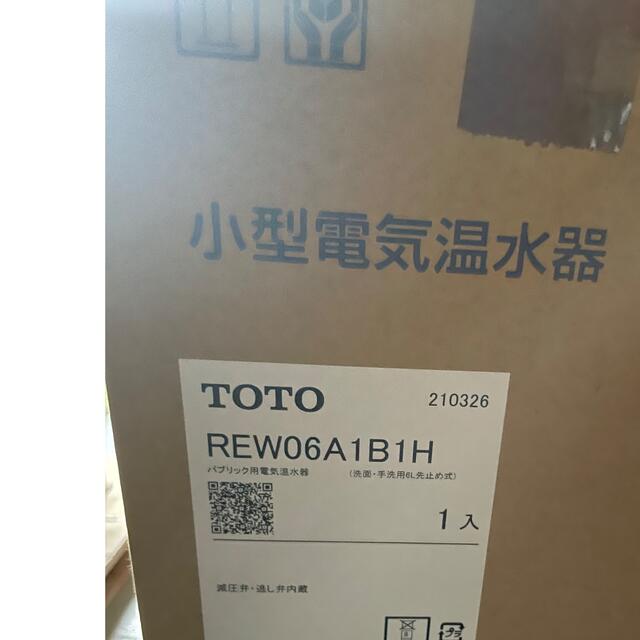 小型電気温水器
TOTO 210326
REW06A1B1H
パブリック用電気温水器 (洗面・手洗用6L先止め式)
1入
減圧弁・逃し弁内蔵
プラ